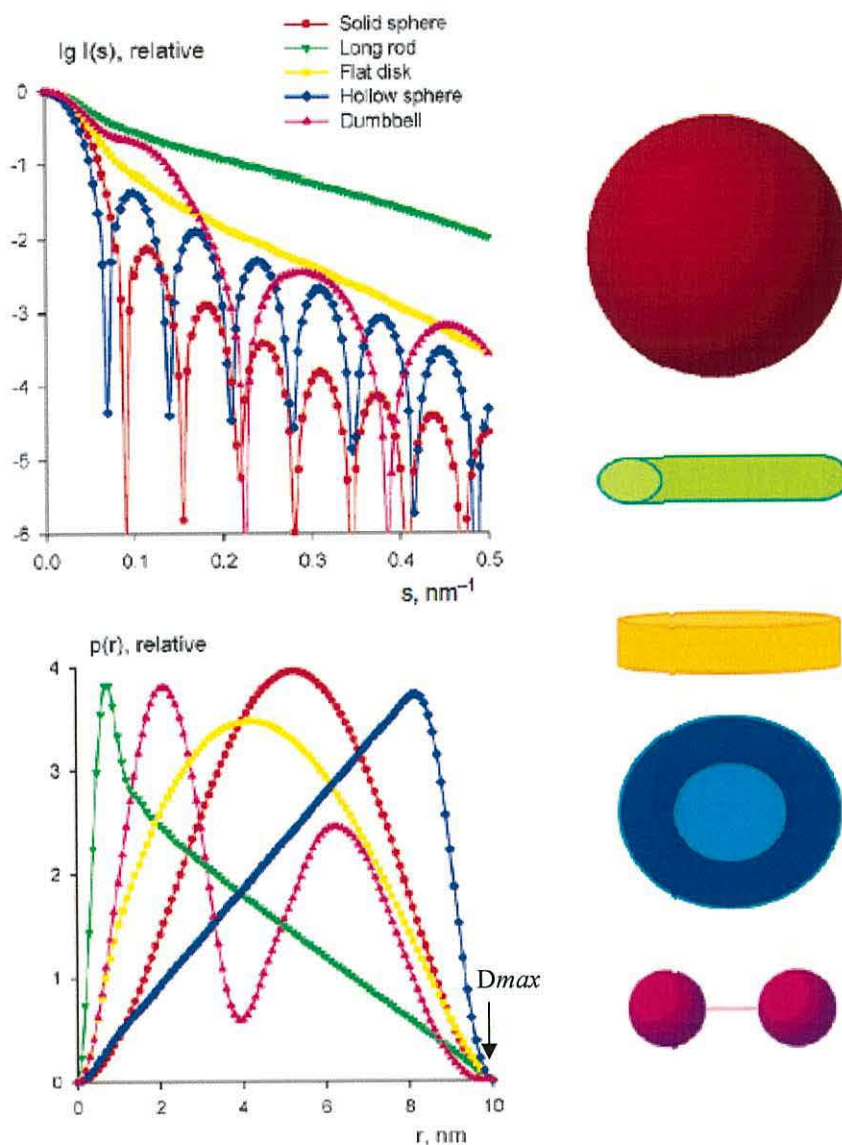 lg I(s), relative
Solid sphere
Long rod
Flat disk
Hollow sphere
Dumbbell
0
-1
-2
-3
-4
-5
-6
0.0 0.1 0.2 0.3 0.4 0.5
s, nm⁻¹
p(r), relative
4
3
2
1
0
Dmax
0 2 4 6 8 10
r, nm